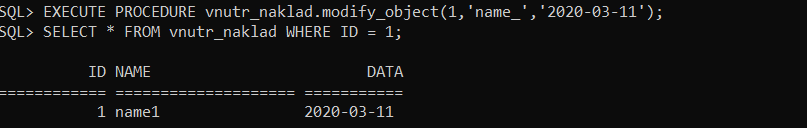 SQL> EXECUTE PROCEDURE vnutr_naklad.modify_object(1,'name_','2020-03-11');
SQL> SELECT * FROM vnutr_naklad WHERE ID = 1;
ID NAME DATA
============ ==================== ===========
1 name1 2020-03-11